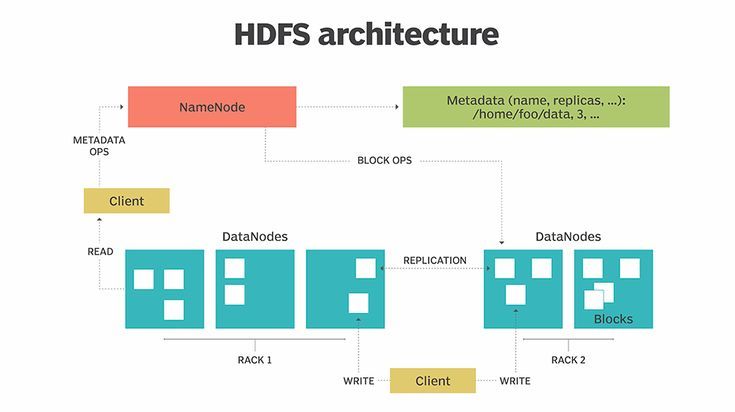 HDFS architecture
NameNode
Metadata (name, replicas, ...):
/home/foo/data, 3, ...
METADATA
OPS
BLOCK OPS
Client
READ
DataNodes
DataNodes
REPLICATION
Blocks
RACK 1
RACK 2
WRITE
Client
WRITE